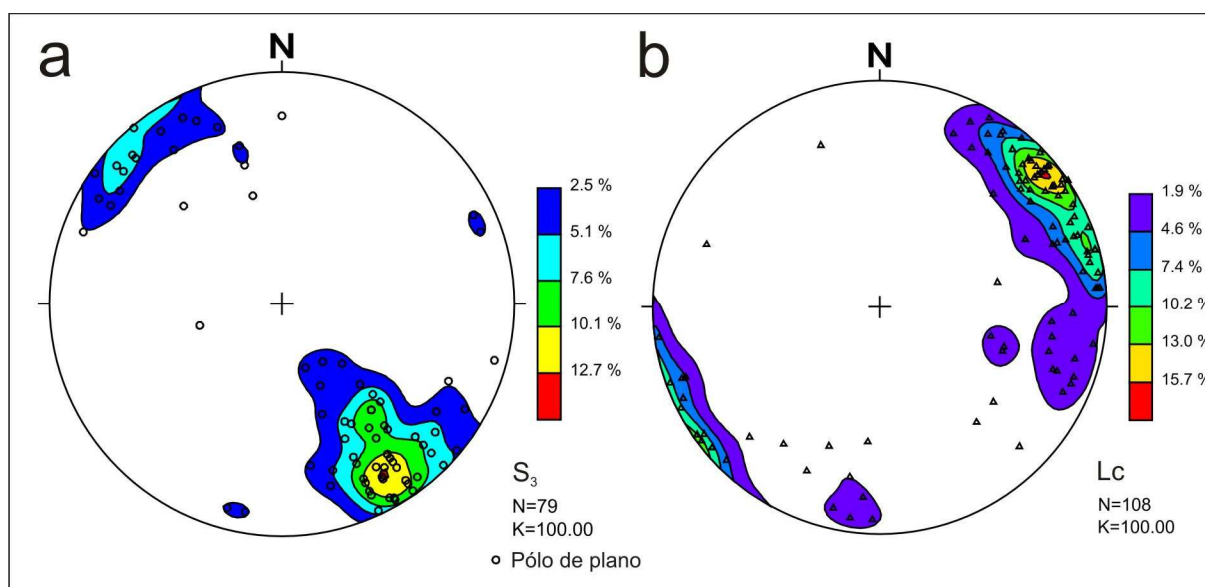 a
N
2.5 %
5.1 %
7.6 %
10.1 %
12.7 %
S₃
N=79
K=100.00
Pólo de plano
b
N
1.9 %
4.6 %
7.4 %
10.2 %
13.0 %
15.7 %
Lc
N=108
K=100.00